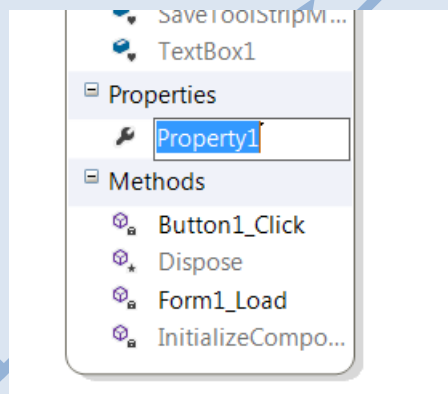 SaveToolStripM...
TextBox1
Properties
Property1
Methods
Button1_Click
Dispose
Form1_Load
InitializeCompo...